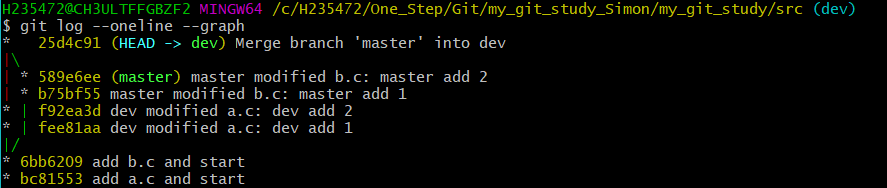 H235472@CH3ULTFFGBZF2 MINGW64 /c/H235472/One_Step/Git/my_git_study_Simon/my_git_study/src (dev)
$ git log --oneline --graph
*   25d4c91 (HEAD -> dev) Merge branch 'master' into dev
|\
| * 589e6ee (master) master modified b.c: master add 2
| * b75bf55 master modified b.c: master add 1
* | f92ea3d dev modified a.c: dev add 2
* | fee81aa dev modified a.c: dev add 1
|/
* 6bb6209 add b.c and start
* bc81553 add a.c and start